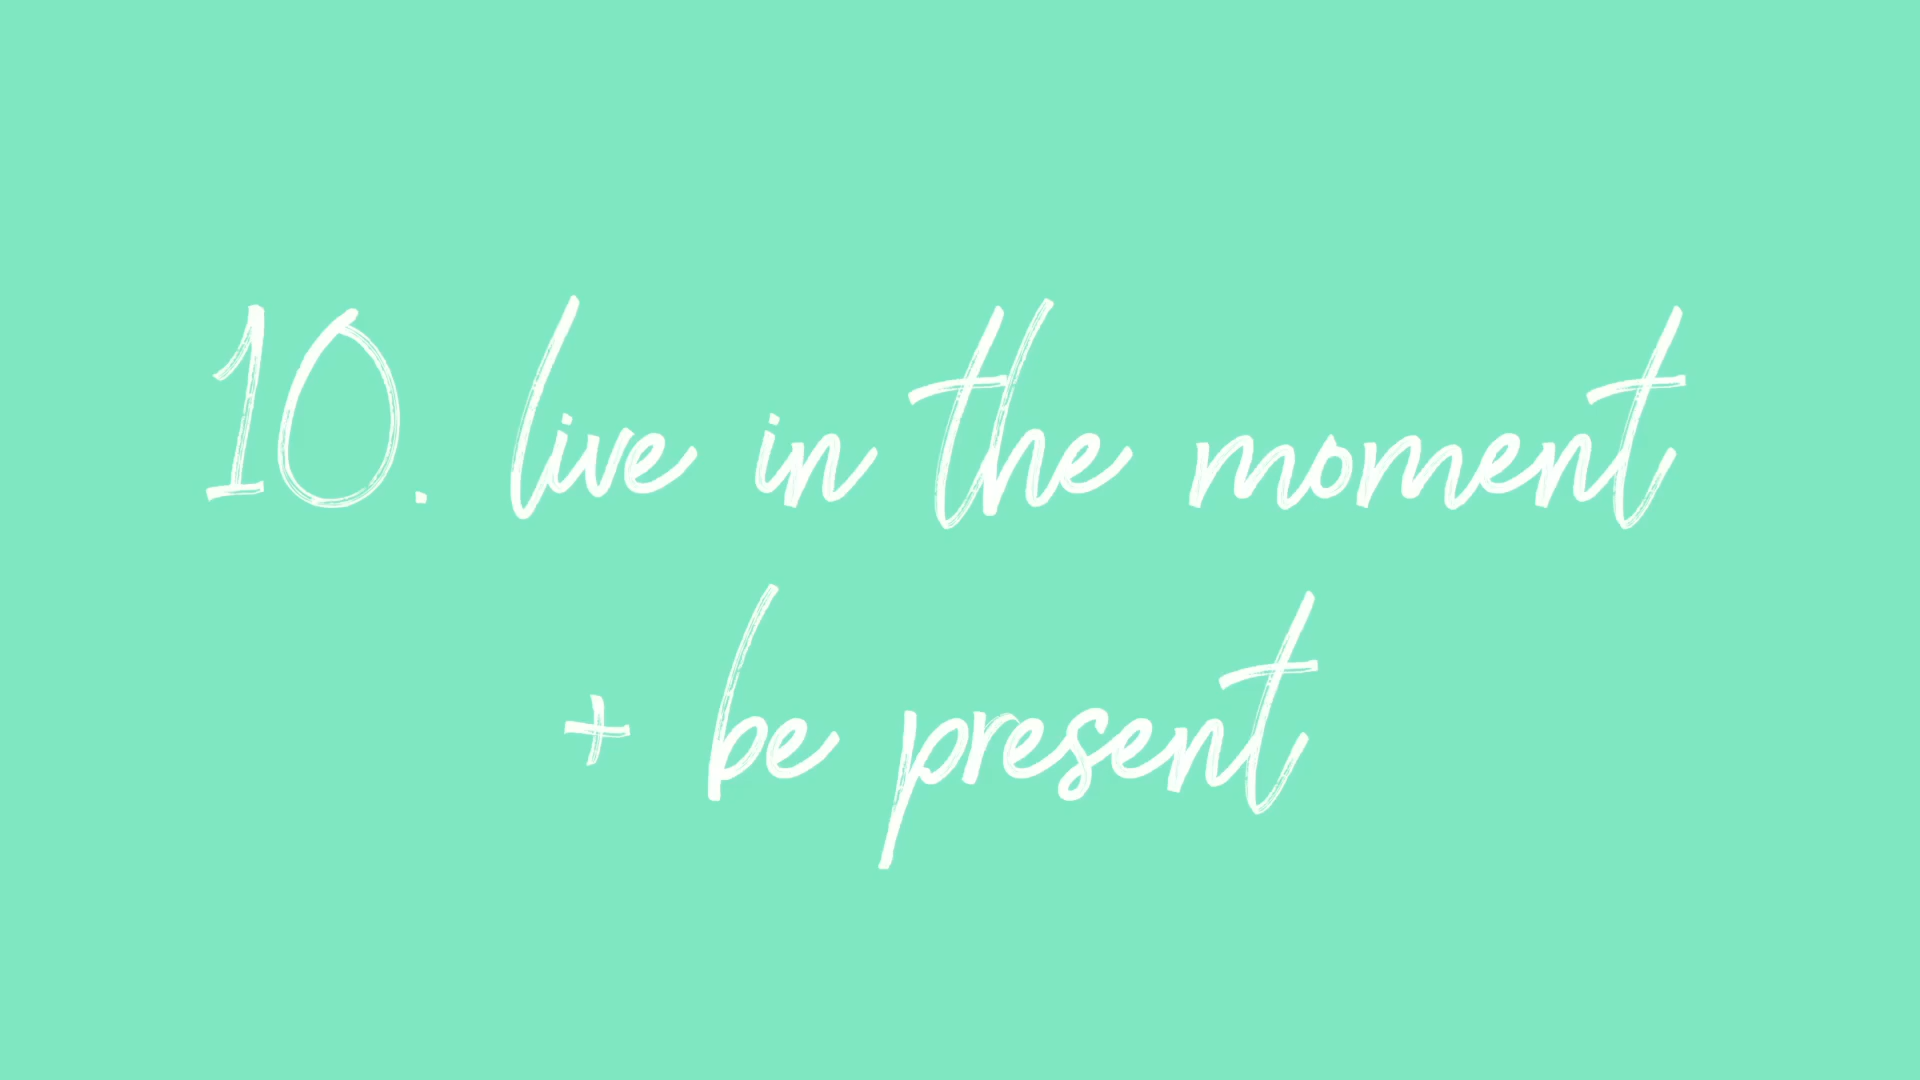 10. live in the moment
+ be present